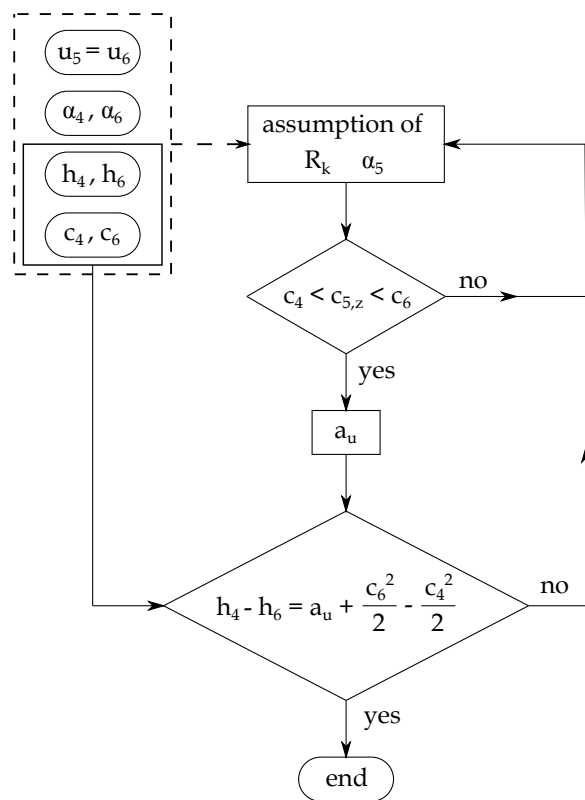 u₅ = u₆
α₄ , α₆
h₄ , h₆
c₄ , c₆
assumption of
Rₖ α₅
c₄ < c₅,z < c₆
no
yes
aᵤ
h₄ - h₆ = aᵤ + c₆²/2 - c₄²/2
no
yes
end